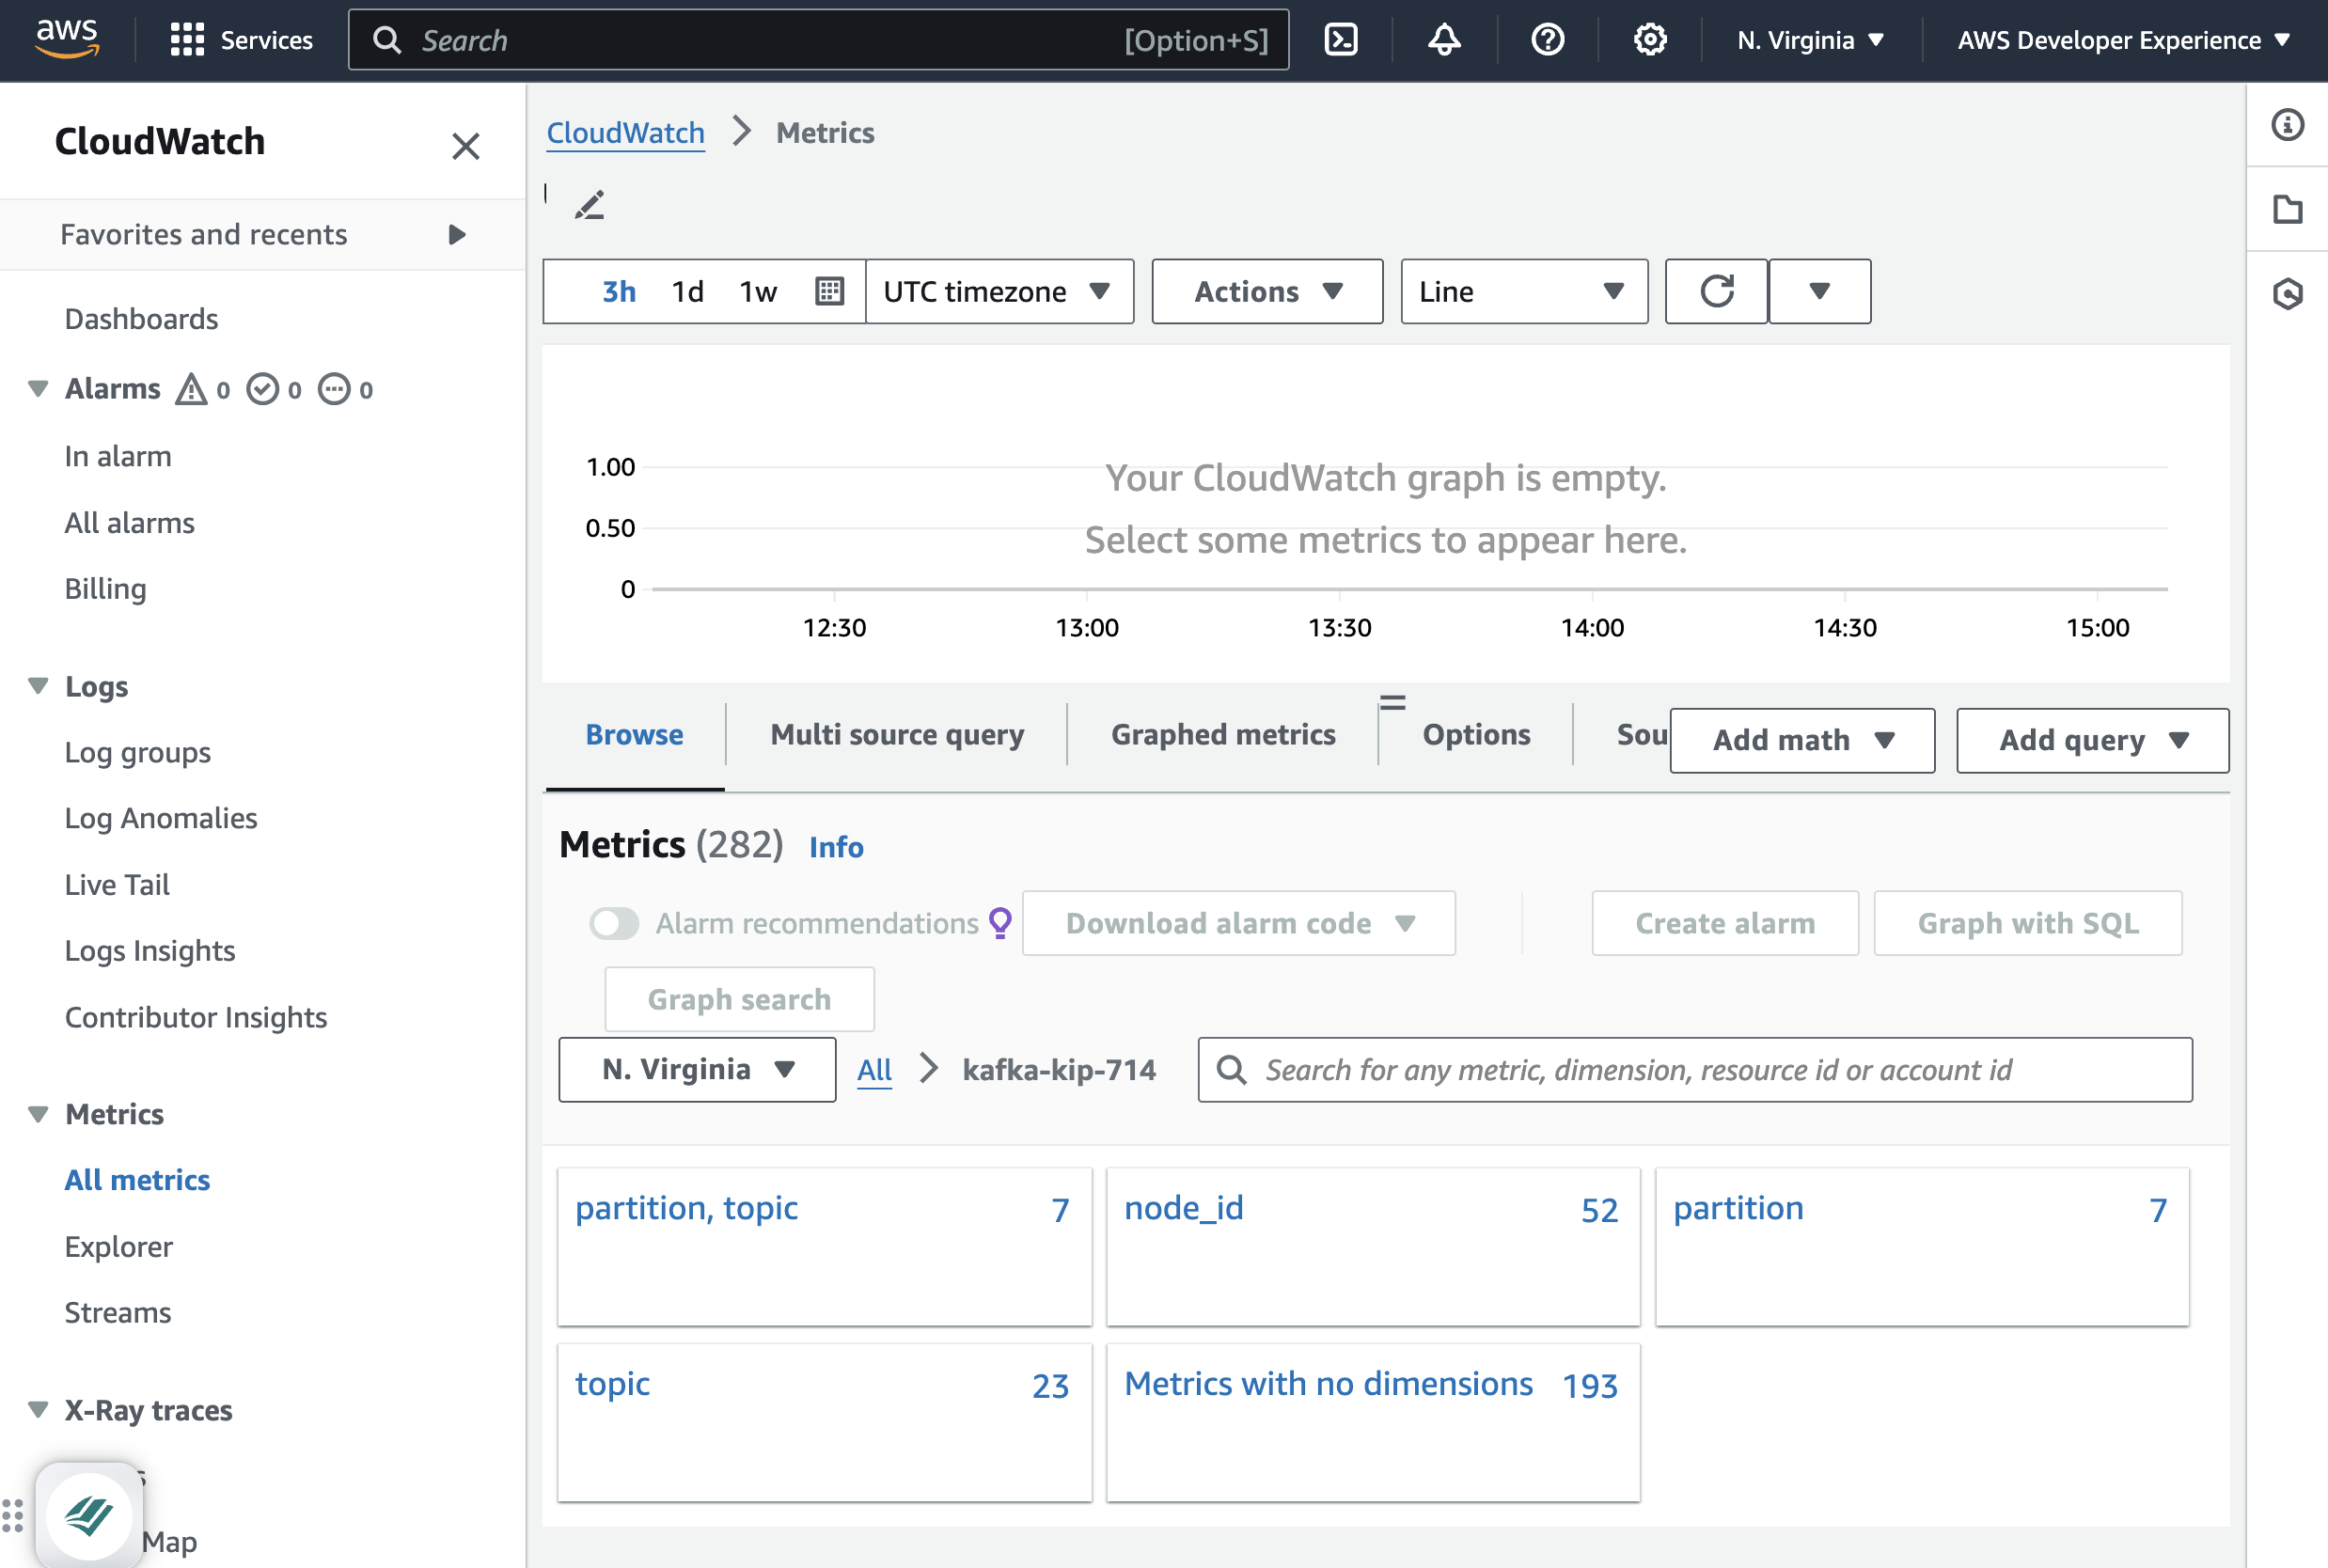 aws
Services
Search
[Option+S]
N. Virginia
AWS Developer Experience
CloudWatch
Favorites and recents
Dashboards
Alarms 0 0 0
In alarm
All alarms
Billing
Logs
Log groups
Log Anomalies
Live Tail
Logs Insights
Contributor Insights
Metrics
All metrics
Explorer
Streams
X-Ray traces
Map
CloudWatch > Metrics
3h 1d 1w
UTC timezone
Actions
Line
Your CloudWatch graph is empty.
Select some metrics to appear here.
1.00
0.50
0
12:30 13:00 13:30 14:00 14:30 15:00
Browse
Multi source query
Graphed metrics
Options
Sou
Add math
Add query
Metrics (282) Info
Alarm recommendations
Download alarm code
Create alarm
Graph with SQL
Graph search
N. Virginia
All > kafka-kip-714
Search for any metric, dimension, resource id or account id
partition, topic 7
node_id 52
partition 7
topic 23
Metrics with no dimensions 193